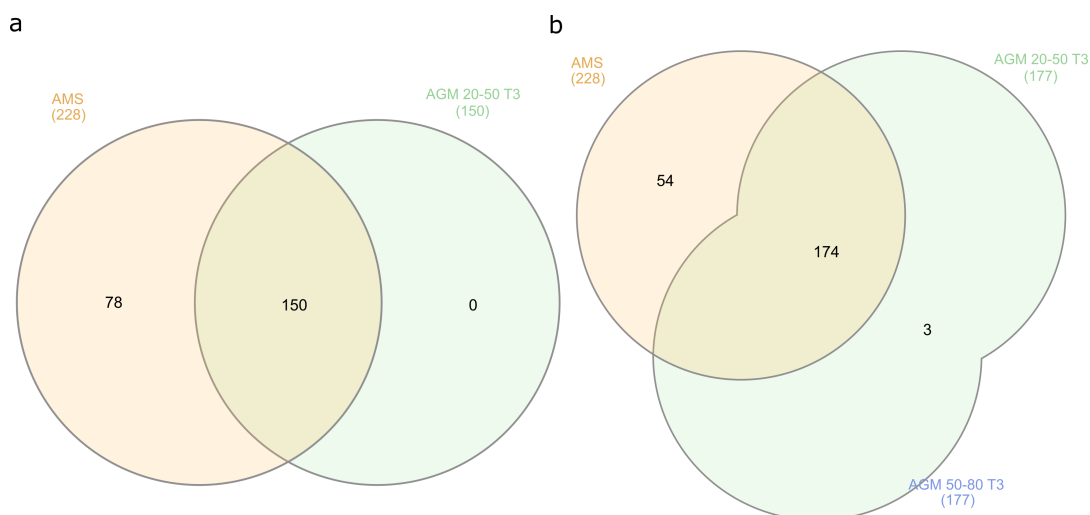 a
AMS
(228)
AGM 20-50 T3
(150)
78
150
0
b
AMS
(228)
AGM 20-50 T3
(177)
54
174
3
AGM 50-80 T3
(177)